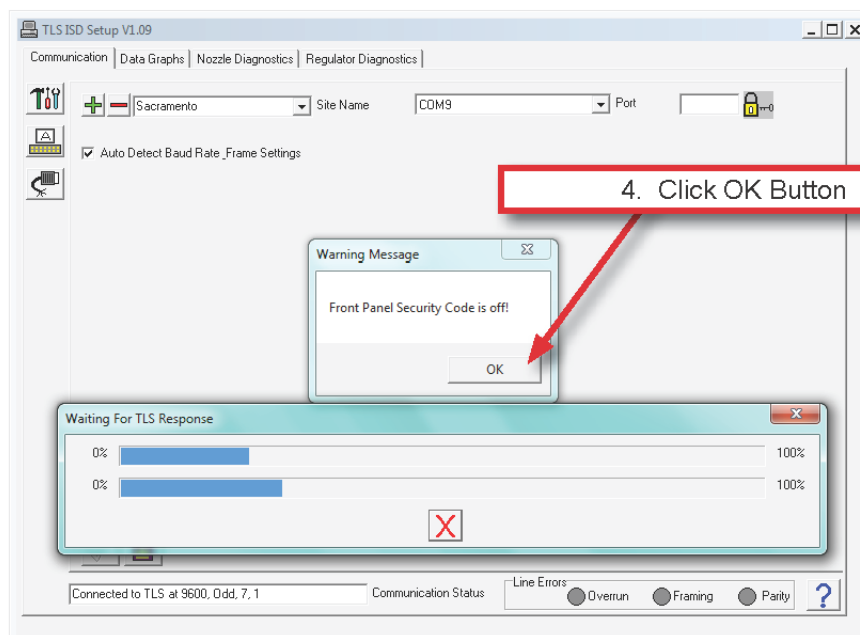 TLS ISD Setup V1.09
Communication Data Graphs Nozzle Diagnostics Regulator Diagnostics
Sacramento Site Name COM9 Port
Auto Detect Baud Rate_Frame Settings
4. Click OK Button
Warning Message
Front Panel Security Code is off!
OK
Waiting For TLS Response
0% 100%
0% 100%
Connected to TLS at 9600, Odd, 7, 1 Communication Status Line Errors Overrun Framing Parity ?